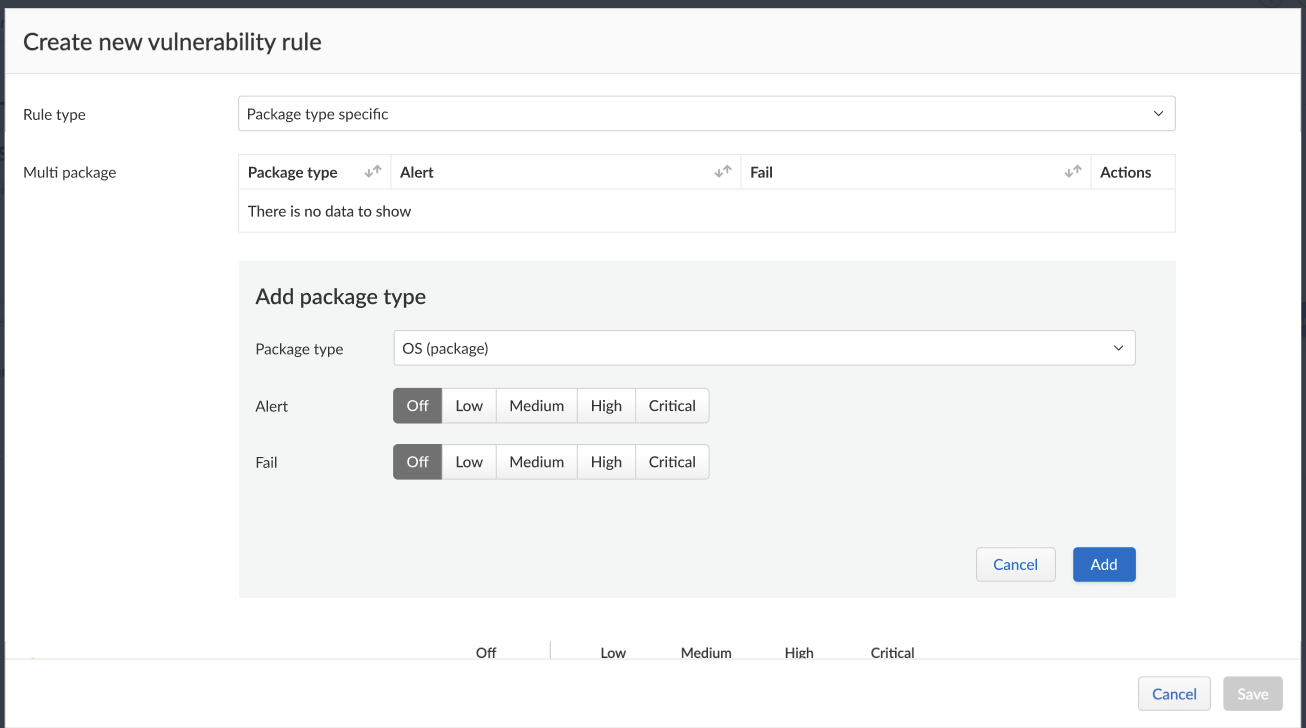 Create new vulnerability rule
Rule type Package type specific
Multi package Package type Alert Fail Actions
There is no data to show
Add package type
Package type OS (package)
Alert Off Low Medium High Critical
Fail Off Low Medium High Critical
Cancel Add
Off Low Medium High Critical
Cancel Save